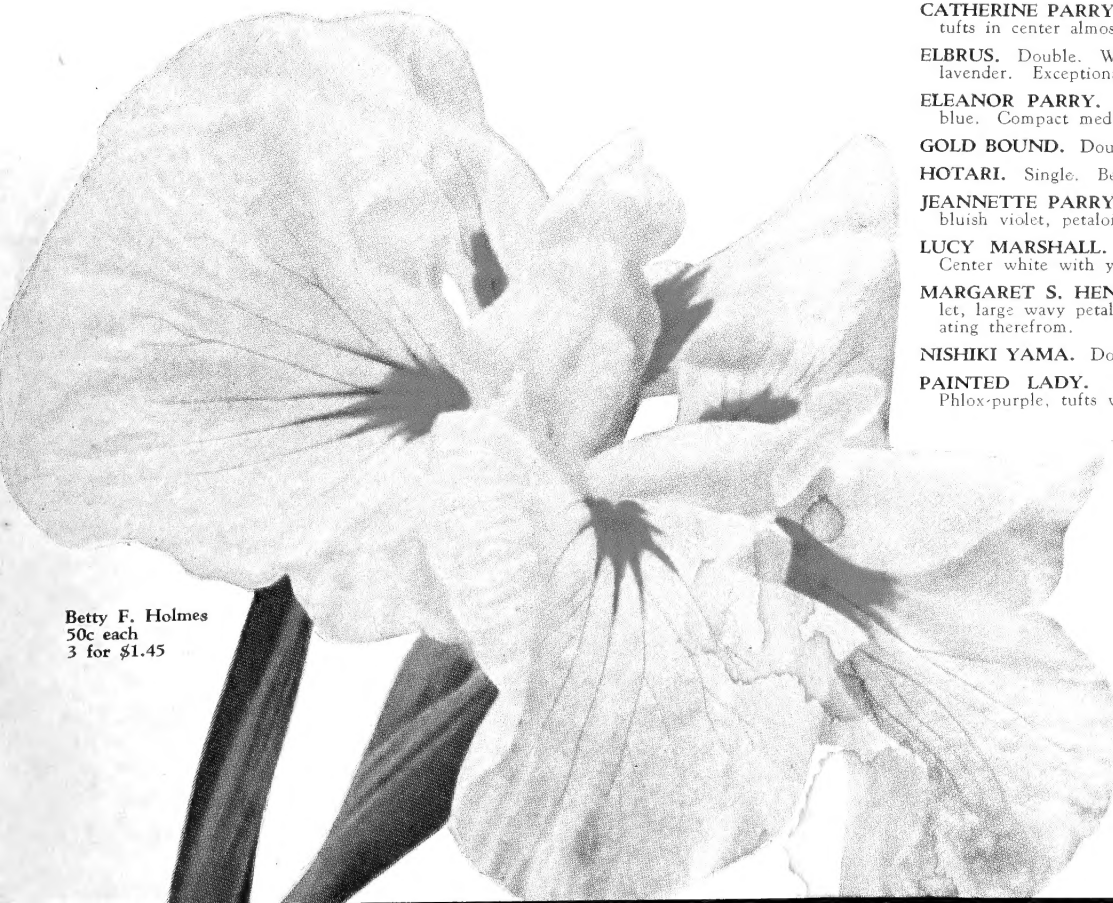 CATHERINE PARRY
tufts in center almos
ELBRUS. Double. W
lavender. Exception
ELEANOR PARRY.
blue. Compact med
GOLD BOUND. Dou
HOTARI. Single. Be
JEANNETTE PARRY
bluish violet, petalo
LUCY MARSHALL.
Center white with y
MARGARET S. HEN
let, large wavy petal
ating therefrom.
NISHIKI YAMA. Do
PAINTED LADY.
Phlox-purple, tufts
Betty F. Holmes
50c each
3 for $1.45